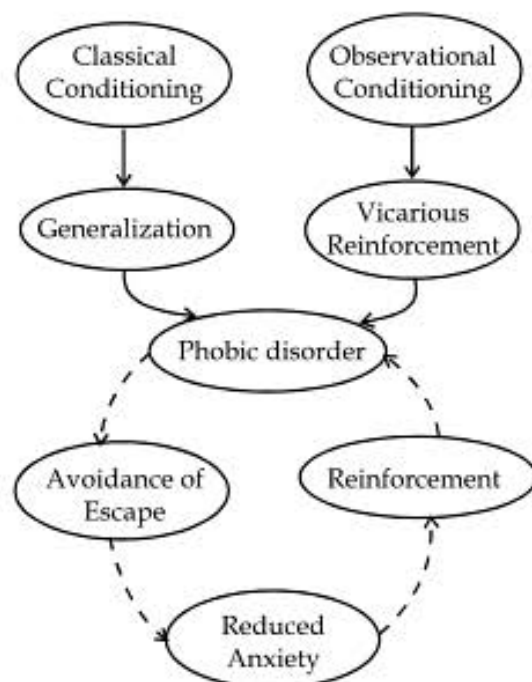 Classical
Conditioning
Observational
Conditioning
Generalization
Vicarious
Reinforcement
Phobic disorder
Avoidance of
Escape
Reinforcement
Reduced
Anxiety